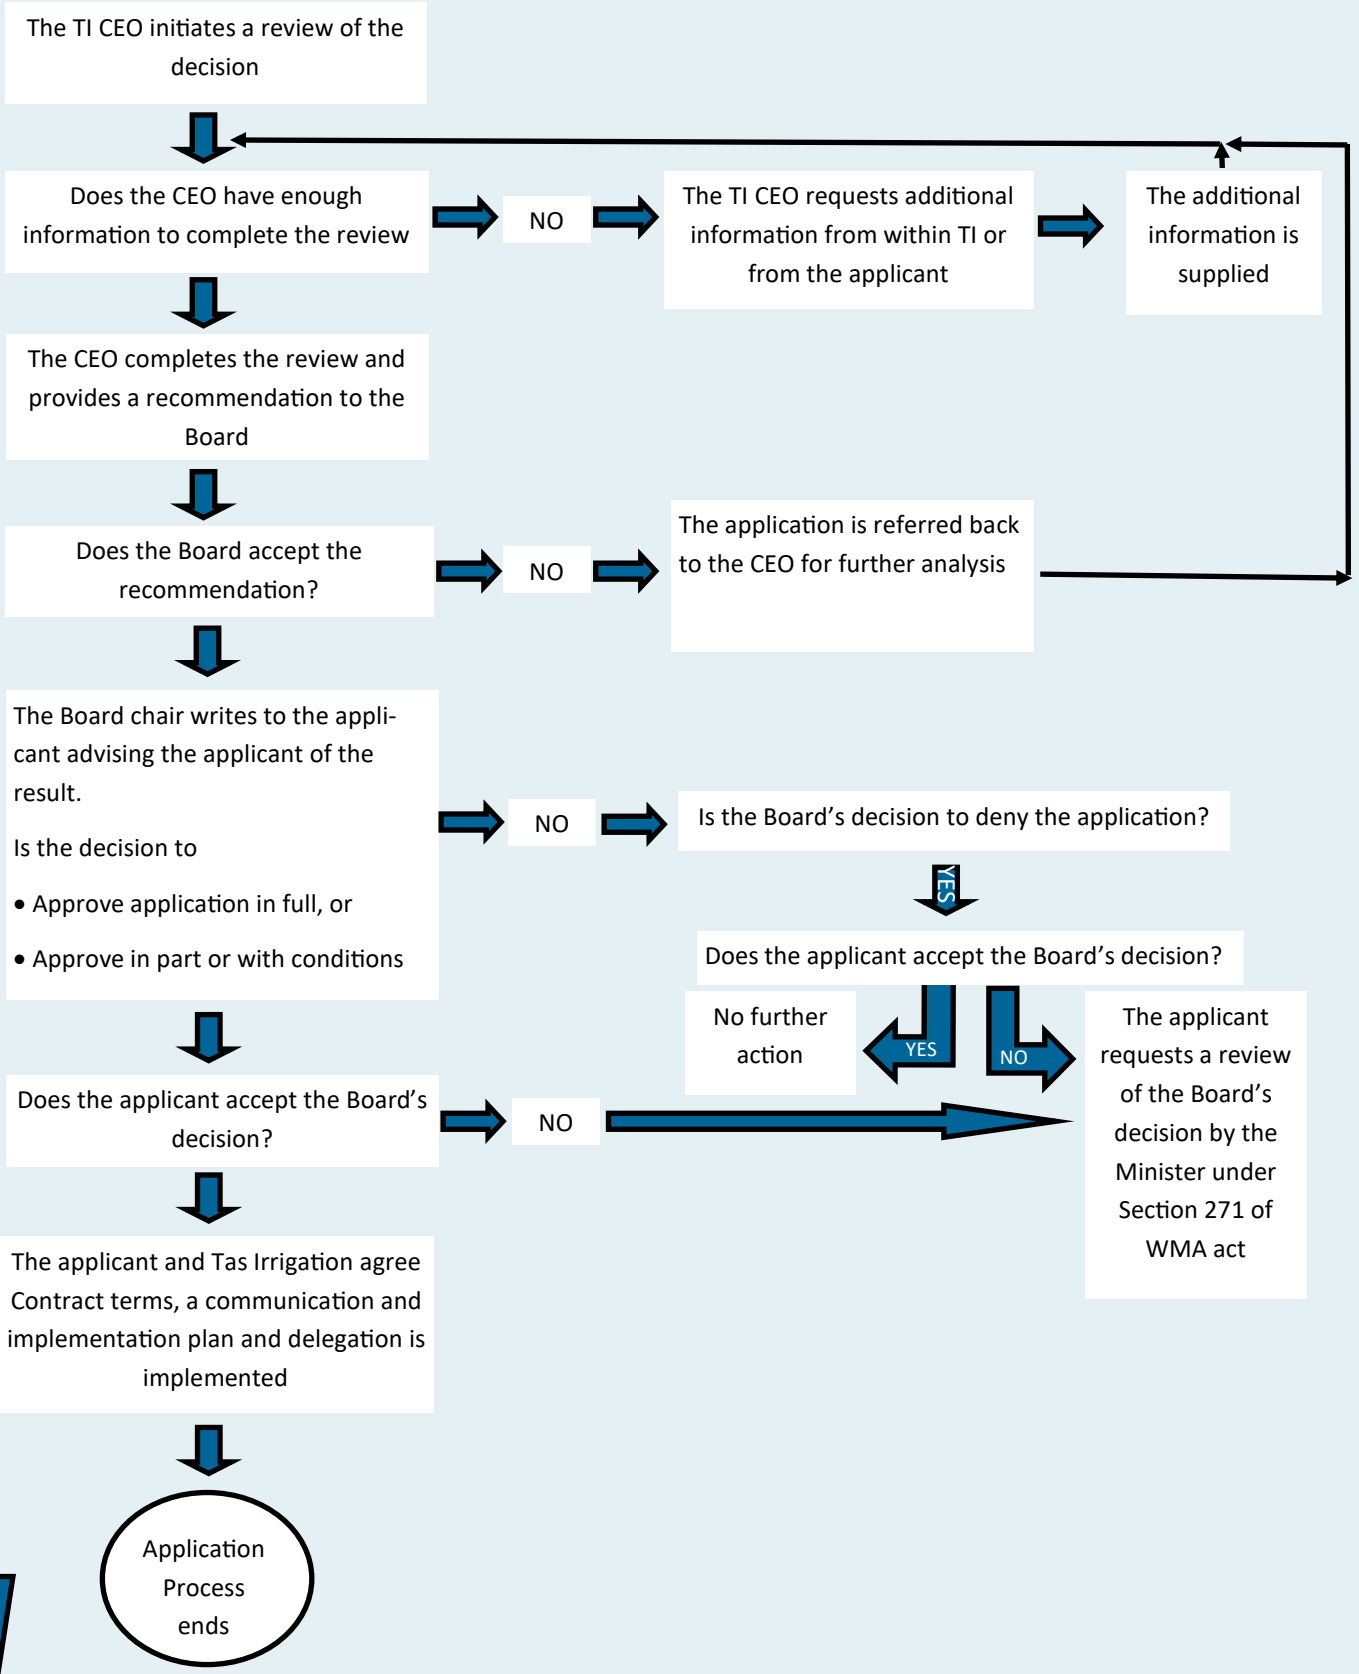 The TI CEO initiates a review of the
decision
Does the CEO have enough
information to complete the review
NO
The TI CEO requests additional
information from within TI or
from the applicant
The additional
information is
supplied
The CEO completes the review and
provides a recommendation to the
Board
Does the Board accept the
recommendation?
NO
The application is referred back
to the CEO for further analysis
The Board chair writes to the appli-
cant advising the applicant of the
result.
Is the decision to
• Approve application in full, or
• Approve in part or with conditions
NO
Is the Board’s decision to deny the application?
YES
Does the applicant accept the Board’s decision?
YES
No further
action
NO
The applicant
requests a review
of the Board’s
decision by the
Minister under
Section 271 of
WMA act
Does the applicant accept the Board’s
decision?
NO
The applicant and Tas Irrigation agree
Contract terms, a communication and
implementation plan and delegation is
implemented
Application
Process
ends